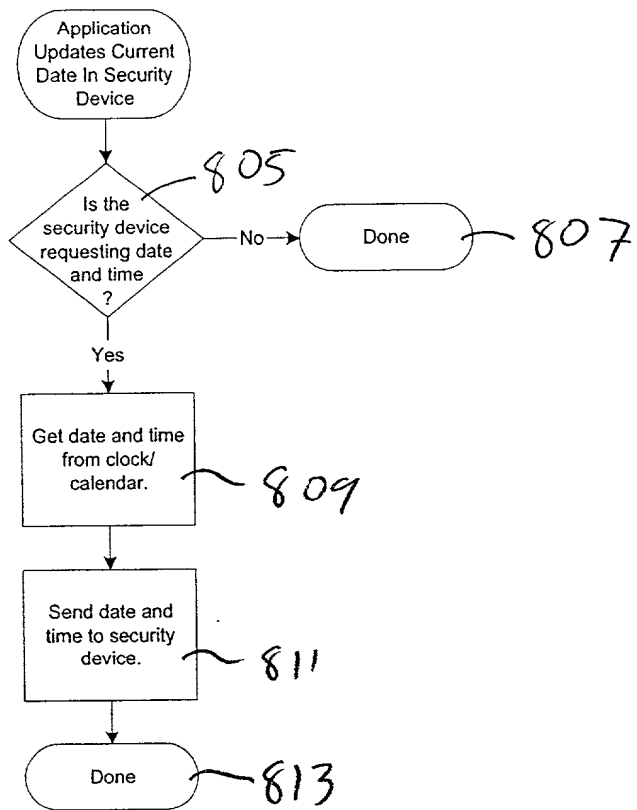 Application
Updates Current
Date In Security
Device
805
Is the
security device
requesting date
and time
?
No
Done
807
Yes
Get date and time
from clock/
calendar.
809
Send date and
time to security
device.
811
Done
813